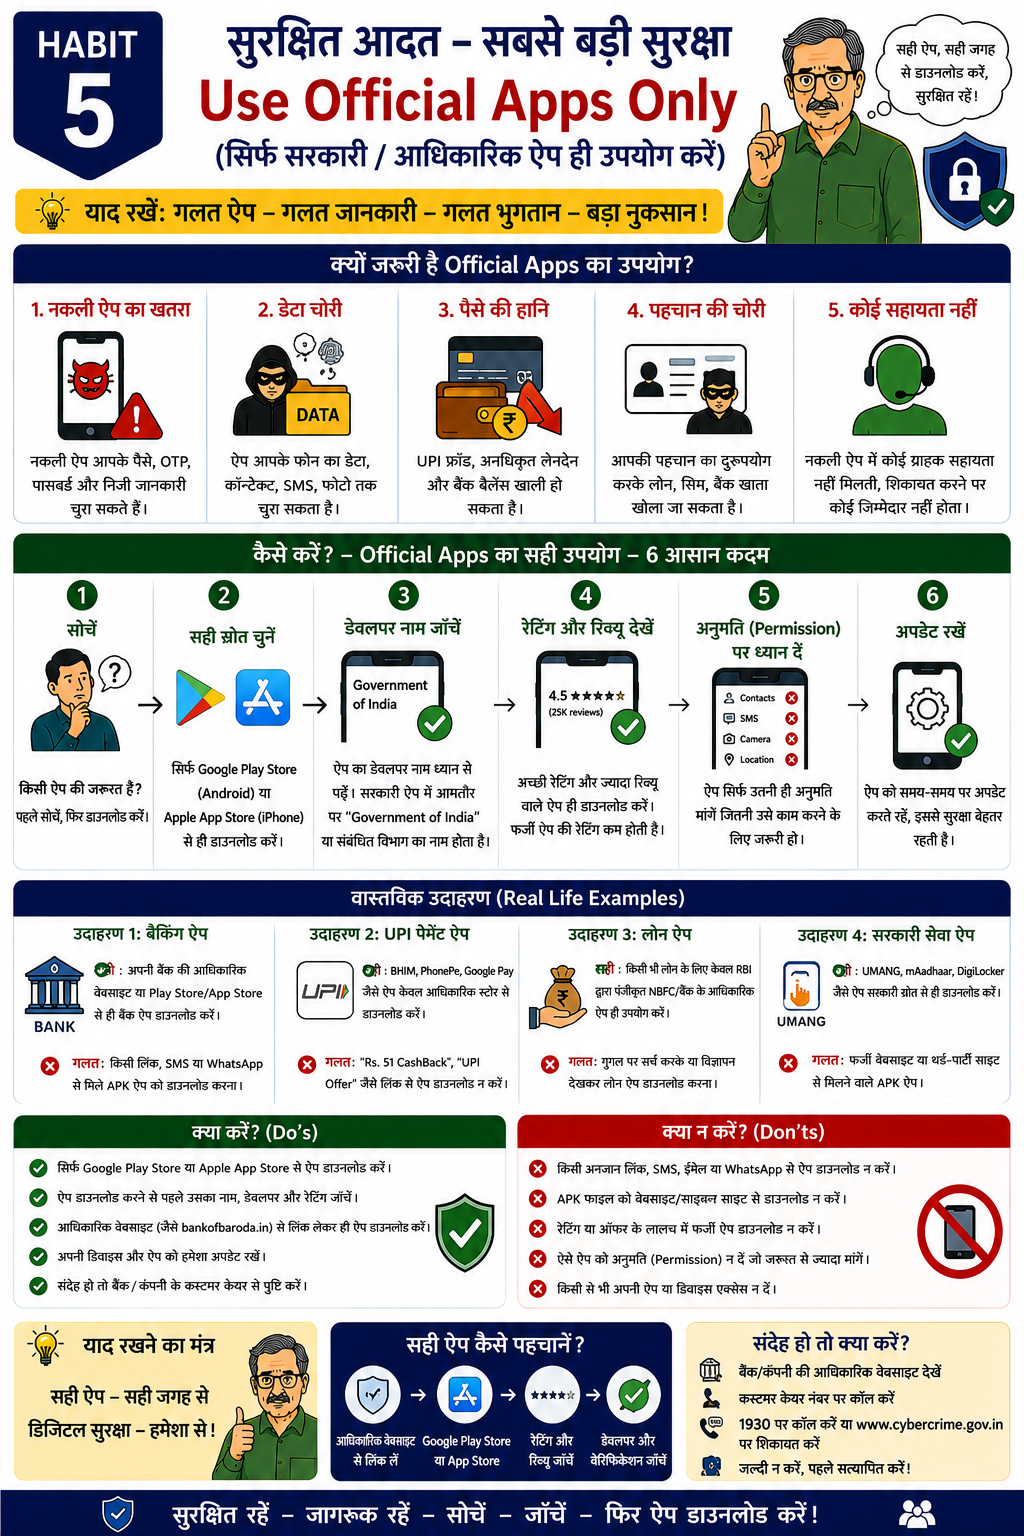 HABIT
5
सुरक्षित आदत – सबसे बड़ी सुरक्षा
Use Official Apps Only
(सिर्फ सरकारी / आधिकारिक ऐप ही उपयोग करें)
सही ऐप, सही जगह
से डाउनलोड करें,
सुरक्षित रहें!
याद रखें: गलत ऐप – गलत जानकारी – गलत भुगतान – बड़ा नुकसान!
क्यों जरूरी है Official Apps का उपयोग?
1. नकली ऐप का खतरा
नकली ऐप आपके पैसे, OTP,
पासवर्ड और निजी जानकारी
चुरा सकते हैं।
2. डेटा चोरी
DATA
ऐप आपके फोन का डेटा,
कॉन्टेक्ट, SMS, फोटो तक
चुरा सकता है।
3. पैसे की हानि
₹
UPI फ्रॉड, अनधिकृत लेनदेन
और बैंक बैलेंस खाली हो
सकता है।
4. पहचान की चोरी
आपकी पहचान का दुरूपयोग
करके लोन, सिम, बैंक खाता
खोला जा सकता है।
5. कोई सहायता नहीं
नकली ऐप में कोई ग्राहक सहायता
नहीं मिलती, शिकायत करने पर
कोई जिम्मेदार नहीं होता।
कैसे करें? – Official Apps का सही उपयोग – 6 आसान कदम
1
सोचें
?
किसी ऐप की जरूरत है?
पहले सोचें, फिर डाउनलोड करें।
2
सही स्रोत चुनें
सिर्फ Google Play Store
(Android) या
Apple App Store (iPhone)
से ही डाउनलोड करें।
3
डेवलपर नाम जाँचें
Government
of India
ऐप का डेवलपर नाम ध्यान से
पढ़ें। सरकारी ऐप में आमतौर
पर "Government of India"
या संबंधित विभाग का नाम होता है।
4
रेटिंग और रिव्यू देखें
4.5 ★★★★★
(25K reviews)
अच्छी रेटिंग और ज्यादा रिव्यू
वाले ऐप ही डाउनलोड करें।
फर्जी ऐप की रेटिंग कम होती है।
5
अनुमति (Permission)
पर ध्यान दें
Contacts
SMS
Camera
Location
ऐप सिर्फ उतनी ही अनुमति
मांगें जितनी उसे काम करने के
लिए जरूरी हो।
6
अपडेट रखें
ऐप को समय-समय पर अपडेट
करते रहें, इससे सुरक्षा बेहतर
रहती है।
वास्तविक उदाहरण (Real Life Examples)
उदाहरण 1: बैकिंग ऐप
BANK
: अपनी बैंक की आधिकारिक
वेबसाइट या Play Store/App Store
से ही बैंक ऐप डाउनलोड करें।
गलत: किसी लिंक, SMS या WhatsApp
से मिले APK ऐप को डाउनलोड करना।
उदाहरण 2: UPI पेमेंट ऐप
UPI
: BHIM, PhonePe, Google Pay
जैसे ऐप केवल आधिकारिक स्टोर से
डाउनलोड करें।
गलत: "Rs. 51 CashBack", "UPI
Offer" जैसे लिंक से ऐप डाउनलोड न करें।
उदाहरण 3: लोन ऐप
₹
सही : किसी भी लोन के लिए केवल RBI
द्वारा पंजीकृत NBFC/बैंक के आधिकारिक
ऐप ही उपयोग करें।
गलत: गुगल पर सर्च करके या विज्ञापन
देखकर लोन ऐप डाउनलोड करना।
उदाहरण 4: सरकारी सेवा ऐप
UMANG
: UMANG, mAadhaar, DigiLocker
जैसे ऐप सरकारी स्रोत से ही डाउनलोड करें।
गलत: फर्जी वेबसाइट या थर्ड-पार्टी साइट
से मिलने वाले APK ऐप।
क्या करें? (Do's)
सिर्फ Google Play Store या Apple App Store से ऐप डाउनलोड करें।
ऐप डाउनलोड करने से पहले उसका नाम, डेवलपर और रेटिंग जाँचें।
आधिकारिक वेबसाइट (जैसे bankofbaroda.in) से लिंक लेकर ही ऐप डाउनलोड करें।
अपनी डिवाइस और ऐप को हमेशा अपडेट रखें।
संदेह हो तो बैंक / कंपनी के कस्टमर केयर से पुष्टि करें।
क्या न करें? (Don'ts)
किसी अनजान लिंक, SMS, ईमेल या WhatsApp से ऐप डाउनलोड न करें।
APK फाइल को वेबसाइट/साइबर साइट से डाउनलोड न करें।
रेटिंग या ऑफर के लालच में फर्जी ऐप डाउनलोड न करें।
ऐसे ऐप को अनुमति (Permission) न दें जो जरूरत से ज्यादा मांगें।
किसी से भी अपनी ऐप या डिवाइस एक्सेस न दें।
याद रखने का मंत्र
सही ऐप – सही जगह से
डिजिटल सुरक्षा – हमेशा से!
सही ऐप कैसे पहचानें?
आधिकारिक वेबसाइट
से लिंक लें
Google Play Store
या App Store
रेटिंग और
रिव्यू जाँचें
डेवलपर और
वेरिफिकेशन जाँचें
संदेह हो तो क्या करें?
बैंक/कंपनी की आधिकारिक वेबसाइट देखें
कस्टमर केयर नंबर पर कॉल करें
1930 पर कॉल करें या www.cybercrime.gov.in
पर शिकायत करें
जल्दी न करें, पहले सत्यापित करें!
सुरक्षित रहें – जागरूक रहें – सोचें – जाँचें – फिर ऐप डाउनलोड करें!